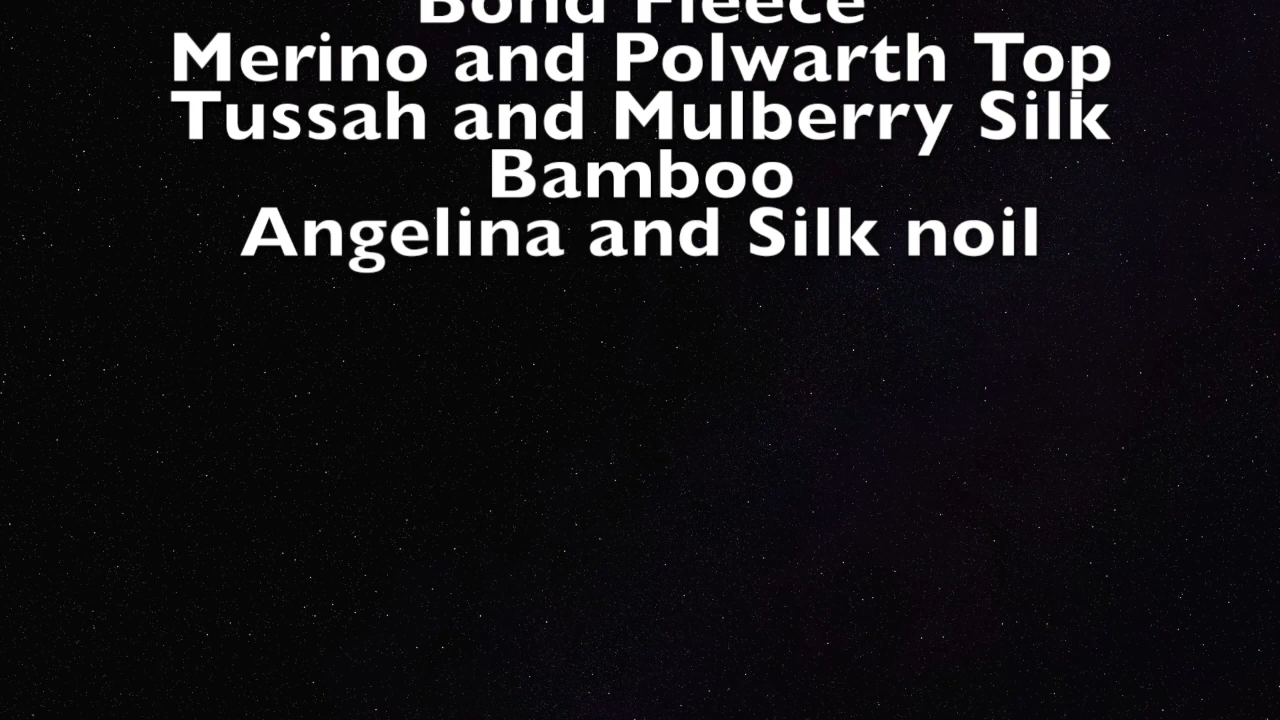 Bond Fleece
Merino and Polwarth Top
Tussah and Mulberry Silk
Bamboo
Angelina and Silk noil